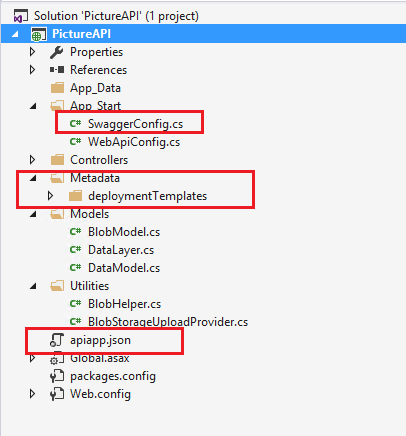 Solution 'PictureAPI' (1 project)
PictureAPI
Properties
References
App_Data
App_Start
C# SwaggerConfig.cs
C# WebApiConfig.cs
Controllers
Metadata
deploymentTemplates
Models
C# BlobModel.cs
C# DataLayer.cs
C# DataModel.cs
Utilities
C# BlobHelper.cs
C# BlobStorageUploadProvider.cs
apiapp.json
Global.asax
packages.config
Web.config